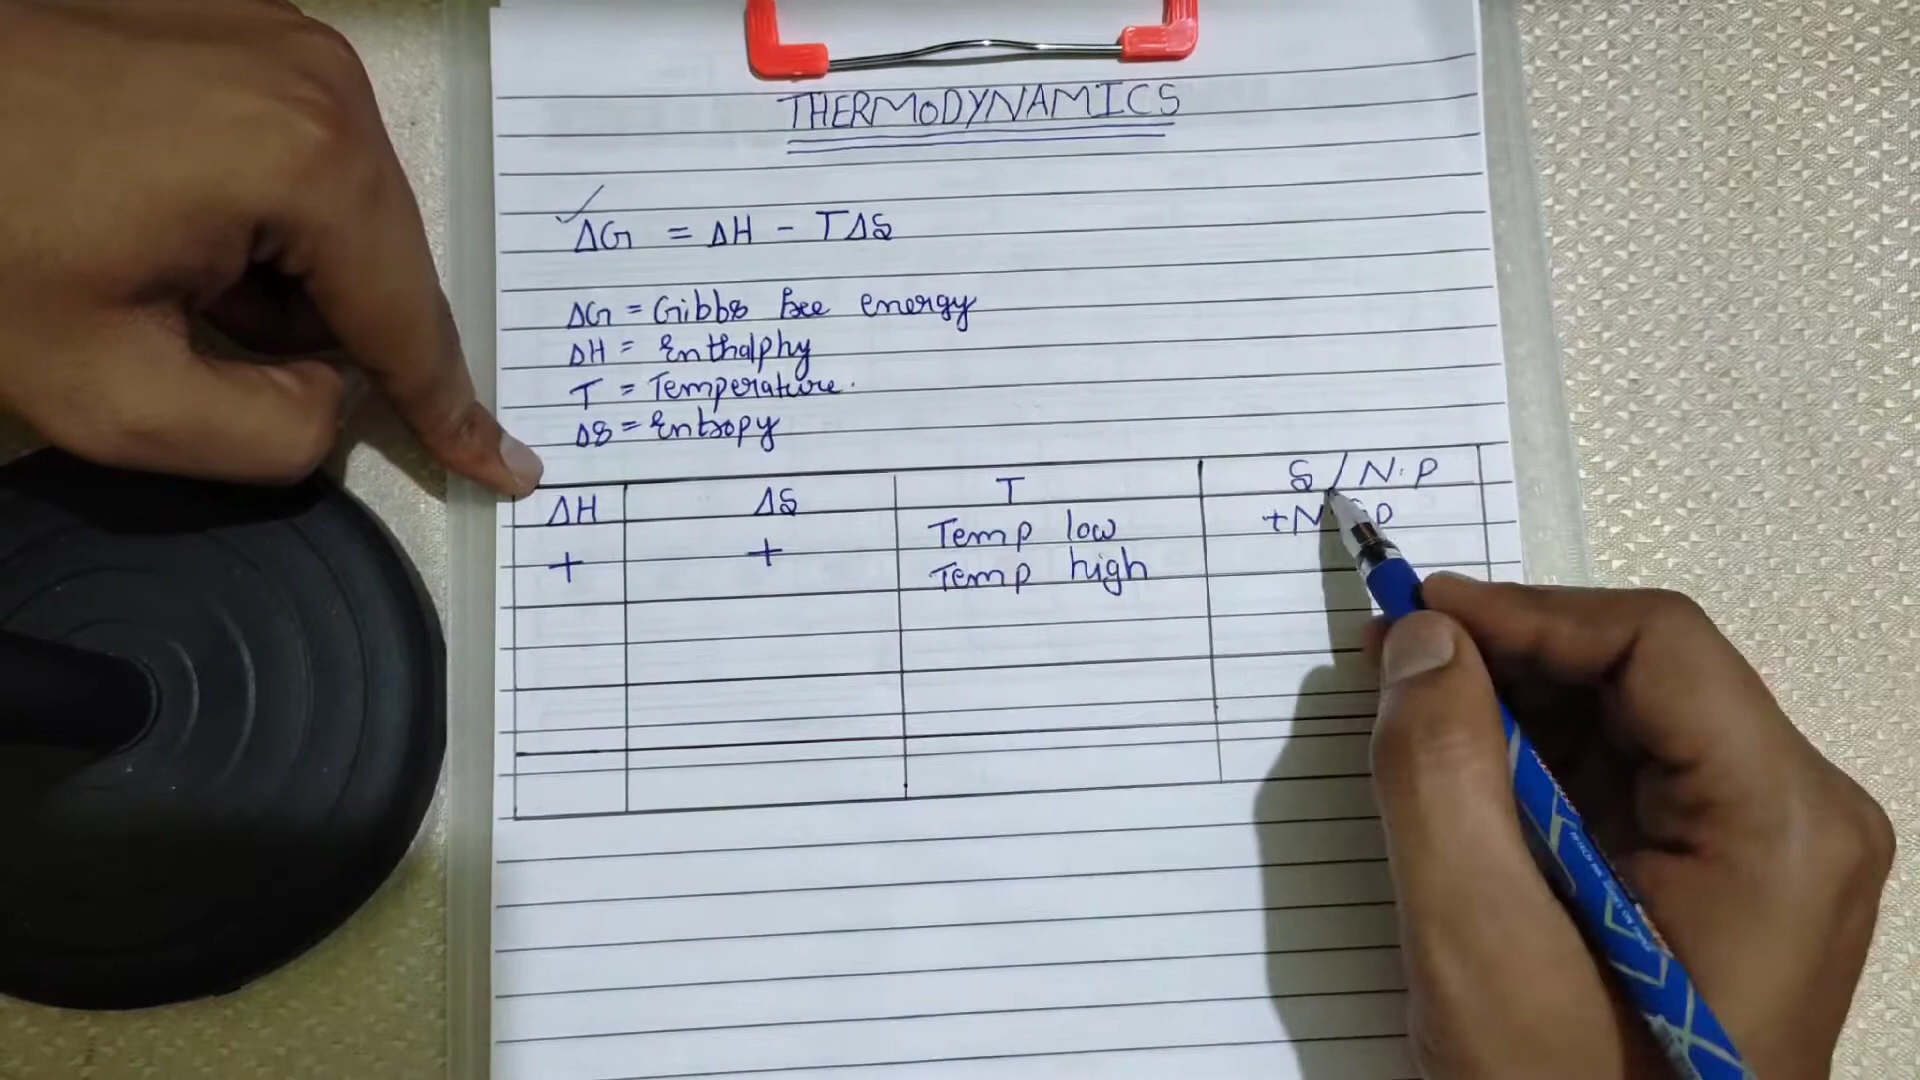 THERMODYNAMICS
ΔG = ΔH - TΔS
ΔG = Gibbs free energy
ΔH = Enthalphy
T = Temperature.
ΔS = Entropy
ΔH ΔS T S/N.P
+ + Temp low
Temp high